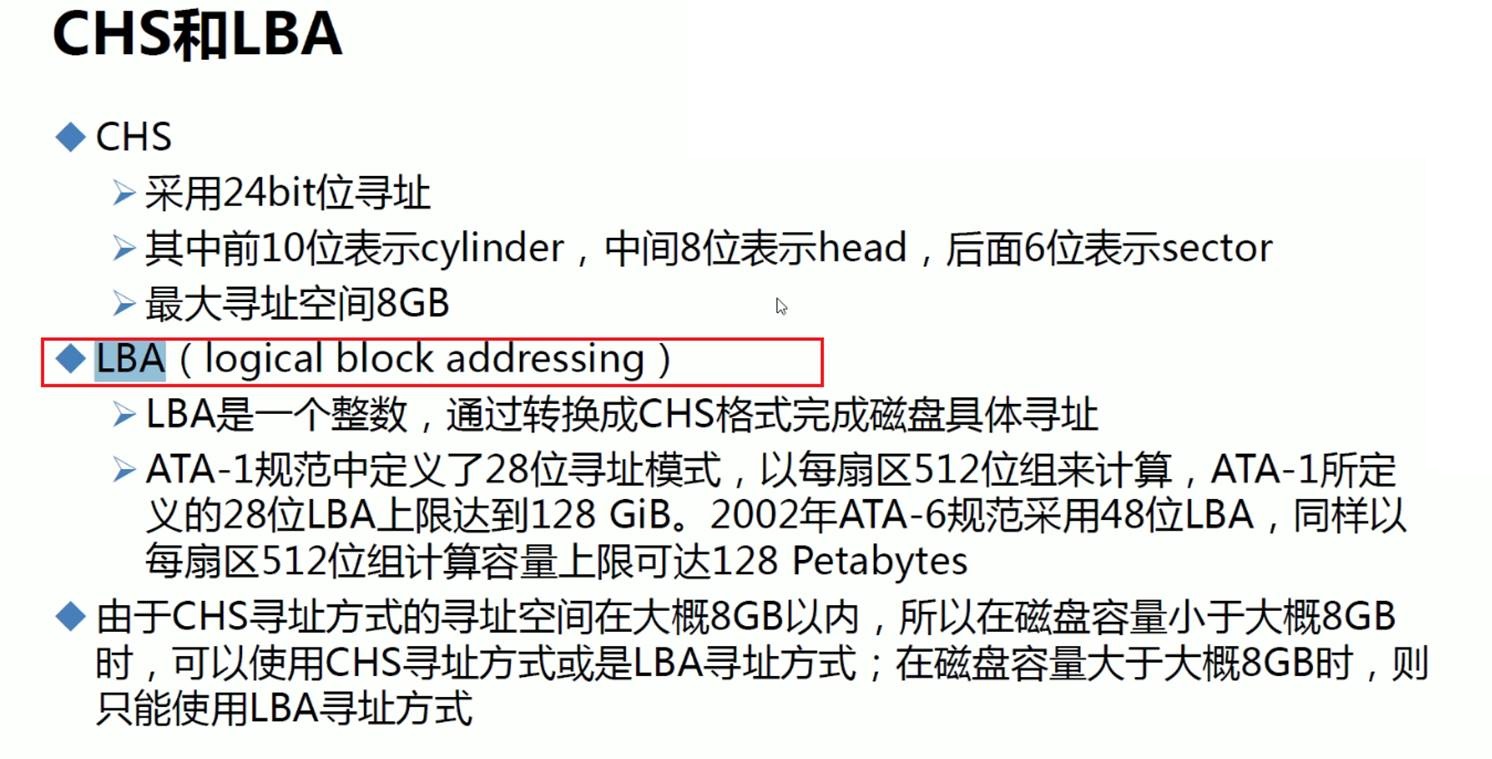 CHS和LBA
CHS
采用24bit位寻址
其中前10位表示cylinder，中间8位表示head，后面6位表示sector
最大寻址空间8GB
LBA（logical block addressing）
LBA是一个整数，通过转换成CHS格式完成磁盘具体寻址
ATA-1规范中定义了28位寻址模式，以每扇区512位组来计算，ATA-1所定
义的28位LBA上限达到128 GiB。2002年ATA-6规范采用48位LBA，同样以
每扇区512位组计算容量上限可达128 Petabytes
由于CHS寻址方式的寻址空间在大概8GB以内，所以在磁盘容量小于大概8GB
时，可以使用CHS寻址方式或是LBA寻址方式；在磁盘容量大于大概8GB时，则
只能使用LBA寻址方式